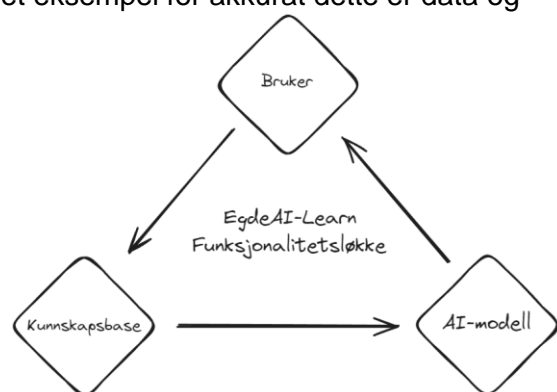 et eksempel for akkurat dette er data og
Bruker
EgdeAI-Learn
Funksjonalitetsløkke
Kunnskapsbase
AI-modell